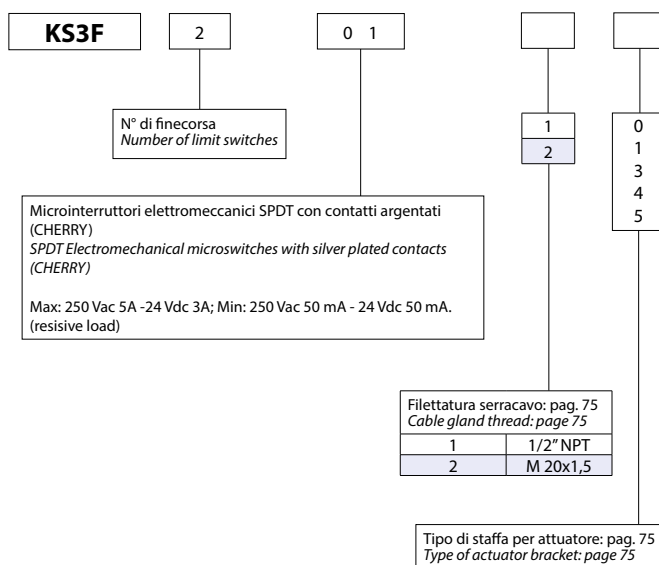 KS3F
2
0 1
N° di finecorsa
Number of limit switches
1
2
0
1
3
4
5
Microinterruttori elettromeccanici SPDT con contatti argentati
(CHERRY)
SPDT Electromechanical microswitches with silver plated contacts
(CHERRY)
Max: 250 Vac 5A -24 Vdc 3A; Min: 250 Vac 50 mA - 24 Vdc 50 mA.
(resisive load)
Filettatura serracavo: pag. 75
Cable gland thread: page 75
1 1/2" NPT
2 M 20x1,5
Tipo di staffa per attuatore: pag. 75
Type of actuator bracket: page 75